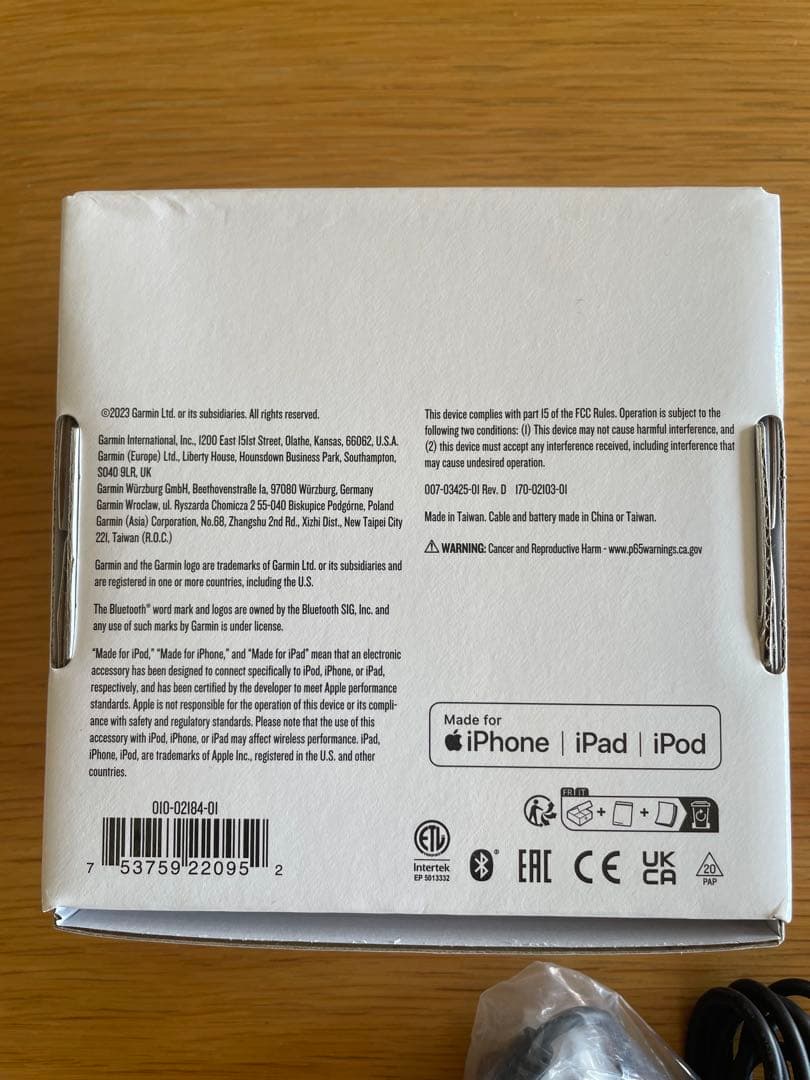 ©2023 Garmin Ltd. or its subsidiaries. All rights reserved.
Garmin International, Inc., 1200 East 151st Street, Olathe, Kansas, 66062, U.S.A.
Garmin (Europe) Ltd., Liberty House, Hounsdown Business Park, Southampton,
SO40 9LR, UK
Garmin Würzburg GmbH, Beethovenstraße 1a, 97080 Würzburg, Germany
Garmin Wroclaw, ul. Ryszarda Chomicza 2 55-040 Biskupice Podgórne, Poland
Garmin (Asia) Corporation, No.68, Zhangshu 2nd Rd., Xizhi Dist., New Taipei City
221, Taiwan (R.O.C.)
Garmin and the Garmin logo are trademarks of Garmin Ltd. or its subsidiaries and
are registered in one or more countries, including the U.S.
The Bluetooth® word mark and logos are owned by the Bluetooth SIG, Inc. and
any use of such marks by Garmin is under license.
"Made for iPod," "Made for iPhone," and "Made for iPad" mean that an electronic
accessory has been designed to connect specifically to iPod, iPhone, or iPad,
respectively, and has been certified by the developer to meet Apple performance
standards. Apple is not responsible for the operation of this device or its compli-
ance with safety and regulatory standards. Please note that the use of this
accessory with iPod, iPhone, or iPad may affect wireless performance. iPad,
iPhone, iPod, are trademarks of Apple Inc., registered in the U.S. and other
countries.
010-02184-01
7 53759 22095 2
This device complies with part 15 of the FCC Rules. Operation is subject to the
following two conditions: (1) This device may not cause harmful interference, and
(2) this device must accept any interference received, including interference that
may cause undesired operation.
007-03425-01 Rev. D 170-02103-01
Made in Taiwan. Cable and battery made in China or Taiwan.
WARNING: Cancer and Reproductive Harm - www.p65warnings.ca.gov
Made for
iPhone | iPad | iPod
FR IT
+ +
ETL
Intertek
EP 5013332
®
EAC
CE
UK
CA
20
PAP